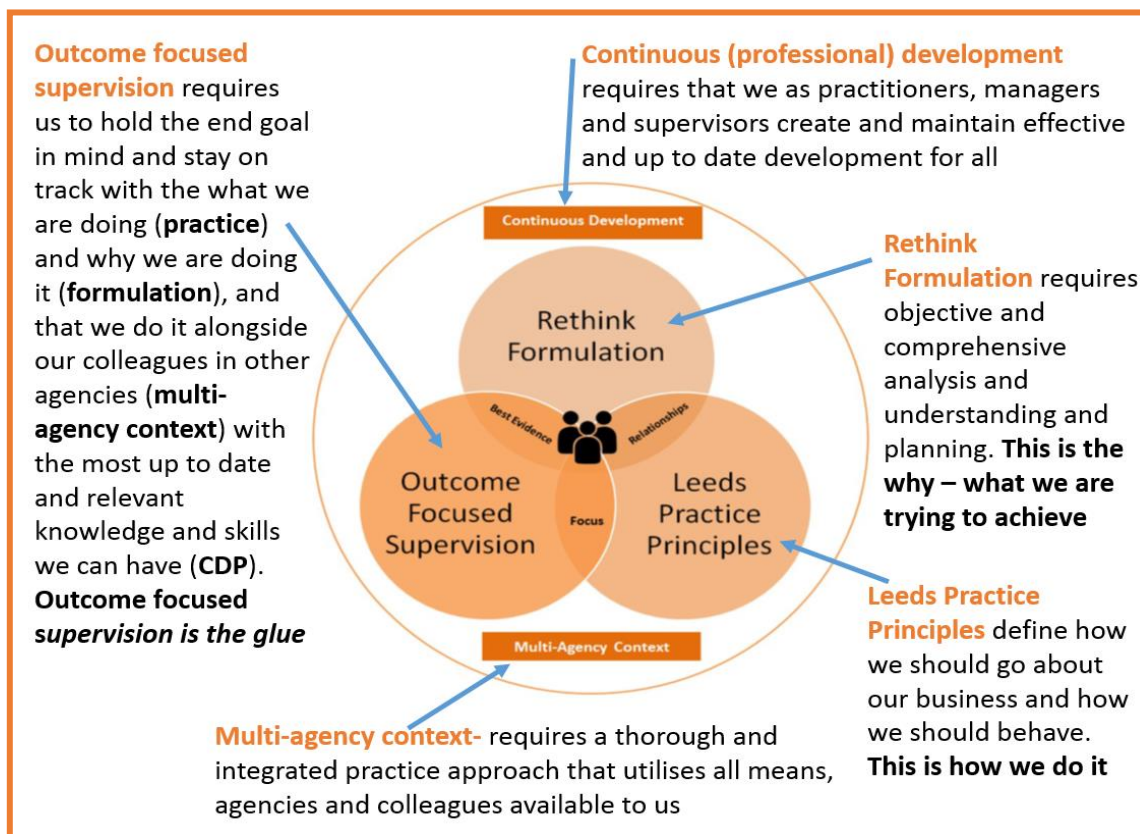 Outcome focused
supervision requires
us to hold the end goal
in mind and stay on
track with the what we
are doing (practice)
and why we are doing
it (formulation), and
that we do it alongside
our colleagues in other
agencies (multi-
agency context) with
the most up to date
and relevant
knowledge and skills
we can have (CDP).
Outcome focused
supervision is the glue
Continuous (professional) development
requires that we as practitioners, managers
and supervisors create and maintain effective
and up to date development for all
Continuous Development
Rethink
Formulation
Best Evidence
Relationships
Outcome
Focused
Supervision
Focus
Leeds
Practice
Principles
Multi-Agency Context
Rethink
Formulation requires
objective and
comprehensive
analysis and
understanding and
planning. This is the
why – what we are
trying to achieve
Leeds Practice
Principles define how
we should go about
our business and how
we should behave.
This is how we do it
Multi-agency context- requires a thorough and
integrated practice approach that utilises all means,
agencies and colleagues available to us